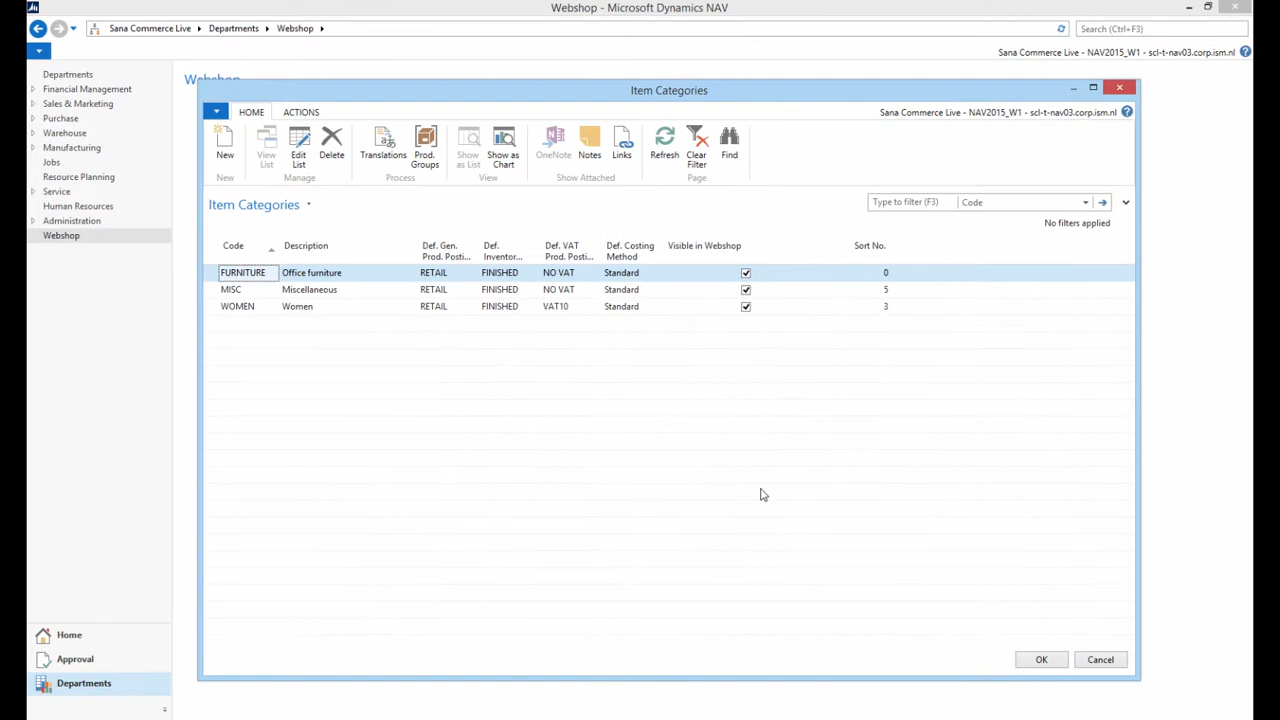 Webshop - Microsoft Dynamics NAV
Sana Commerce Live
Departments
Webshop
Search (Ctrl+F3)
Sana Commerce Live - NAV2015_W1 - scl-t-nav03.corp.ism.nl
Departments
Financial Management
Sales & Marketing
Purchase
Warehouse
Manufacturing
Jobs
Resource Planning
Service
Human Resources
Administration
Webshop
Webshop
Item Categories
HOME
ACTIONS
Sana Commerce Live - NAV2015_W1 - scl-t-nav03.corp.ism.nl
New
View
List
Edit
List
Delete
Translations
Prod.
Groups
Show
as List
Show as
Chart
OneNote
Notes
Links
Refresh
Clear
Filter
Find
New
Manage
Process
View
Show Attached
Page
Item Categories
Type to filter (F3)
Code
No filters applied
Code
Description
Def. Gen.
Prod. Posti...
Def.
Inventor...
Def. VAT
Prod. Posti...
Def. Costing
Method
Visible in Webshop
Sort No.
FURNITURE Office furniture RETAIL FINISHED NO VAT Standard 0
MISC Miscellaneous RETAIL FINISHED NO VAT Standard 5
WOMEN Women RETAIL FINISHED VAT10 Standard 3
OK
Cancel
Home
Approval
Departments